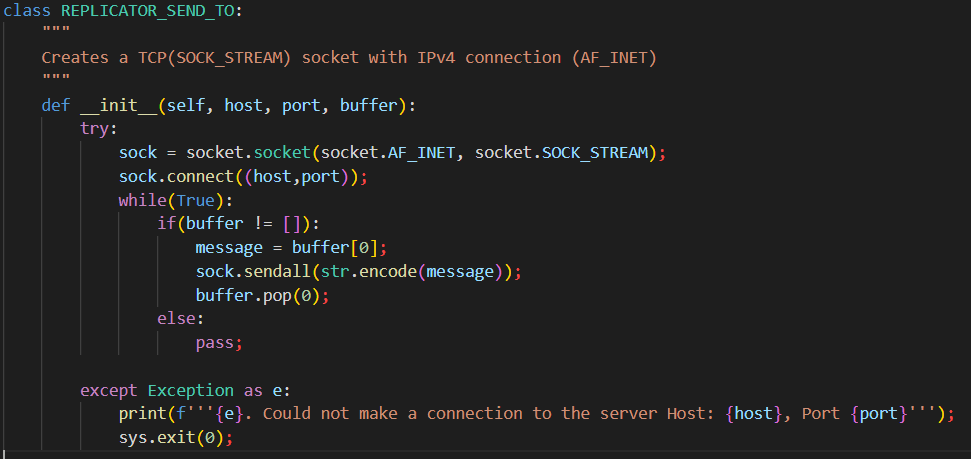 class REPLICATOR_SEND_TO:
    """
    Creates a TCP(SOCK_STREAM) socket with IPv4 connection (AF_INET)
    """
    def __init__(self, host, port, buffer):
        try:
            sock = socket.socket(socket.AF_INET, socket.SOCK_STREAM);
            sock.connect((host,port));
            while(True):
                if(buffer != []):
                    message = buffer[0];
                    sock.sendall(str.encode(message));
                    buffer.pop(0);
                else:
                    pass;
        except Exception as e:
            print(f'''{e}. Could not make a connection to the server Host: {host}, Port {port}''');
            sys.exit(0);